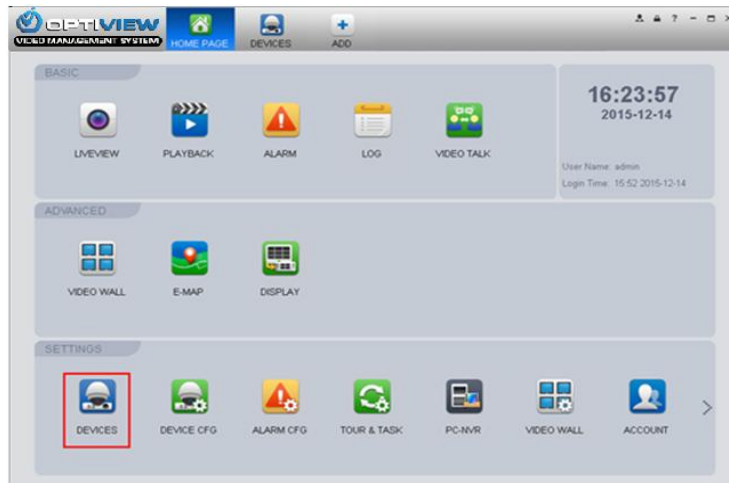 OPTIVIEW
VIDEO MANAGEMENT SYSTEM
HOME PAGE
DEVICES
ADD
BASIC
LIVEVIEW
PLAYBACK
ALARM
LOG
VIDEO TALK
16:23:57
2015-12-14
User Name: admin
Login Time: 15:52 2015-12-14
ADVANCED
VIDEO WALL
E-MAP
DISPLAY
SETTINGS
DEVICES
DEVICE CFG
ALARM CFG
TOUR & TASK
PC-NVR
VIDEO WALL
ACCOUNT